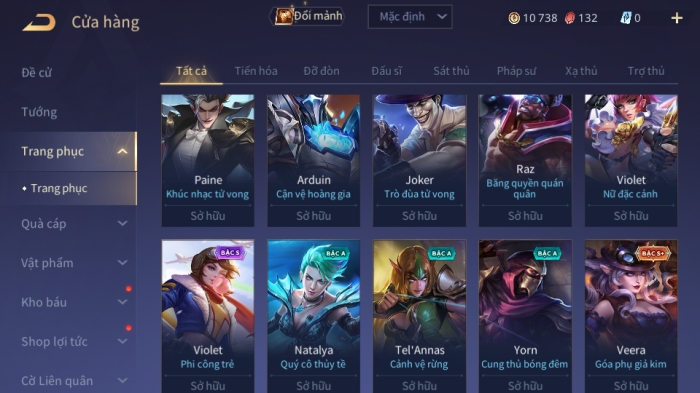 Cửa hàng
Đổi mảnh
Mặc định
10 738
132
0
Đề cử
Tướng
Trang phục
Trang phục
Quà cáp
Vật phẩm
Kho báu
Shop lợi tức
Cờ Liên quân
Tất cả
Tiến hóa
Đỡ đòn
Đấu sĩ
Sát thủ
Pháp sư
Xạ thủ
Trợ thủ
Paine
Khúc nhạc tử vong
Sở hữu
Arduin
Cận vệ hoàng gia
Sở hữu
Joker
Trò đùa tử vong
Sở hữu
Raz
Băng quyền quán
quân
Sở hữu
Violet
Nữ đặc cảnh
Sở hữu
BẬC S
Violet
Phi công trẻ
Sở hữu
BẬC A
Natalya
Quý cô thủy tề
Sở hữu
BẬC A
Tel'Annas
Cảnh vệ rừng
Sở hữu
BẬC A
Yorn
Cung thủ bóng đêm
Sở hữu
BẬC S+
Veera
Góa phụ giả kim
Sở hữu